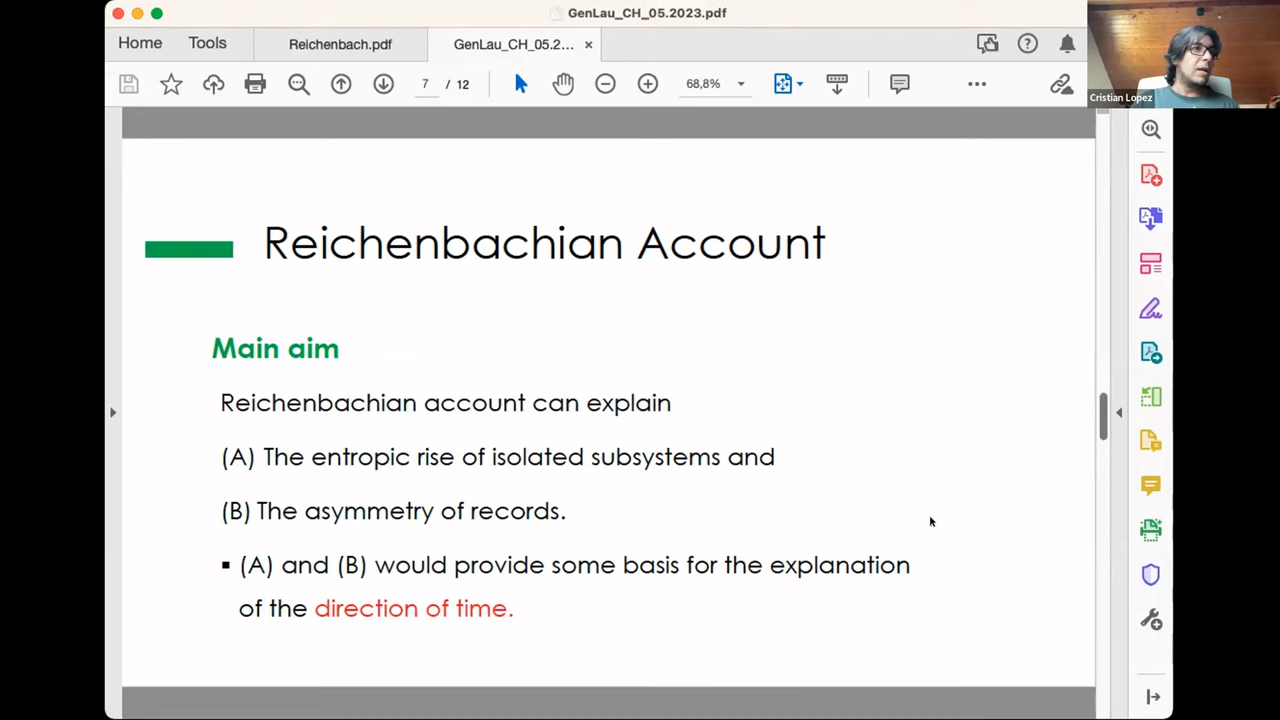 GenLau_CH_05.2023.pdf
Home
Tools
Reichenbach.pdf
GenLau_CH_05.2...
7 / 12
68,8%
Cristian Lopez
Reichenbachian Account
Main aim
Reichenbachian account can explain
(A) The entropic rise of isolated subsystems and
(B) The asymmetry of records.
▪ (A) and (B) would provide some basis for the explanation
of the direction of time.